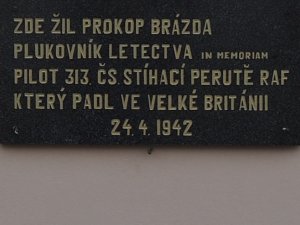 ZDE ŽIL PROKOP BRÁZDA
PLUKOVNÍK LETECTVA IN MEMORIAM
PILOT 313 ČS STÍHACÍ PERUTĚ RAF
KTERÝ PADL VE VELKÉ BRITÁNII
24.4.1942